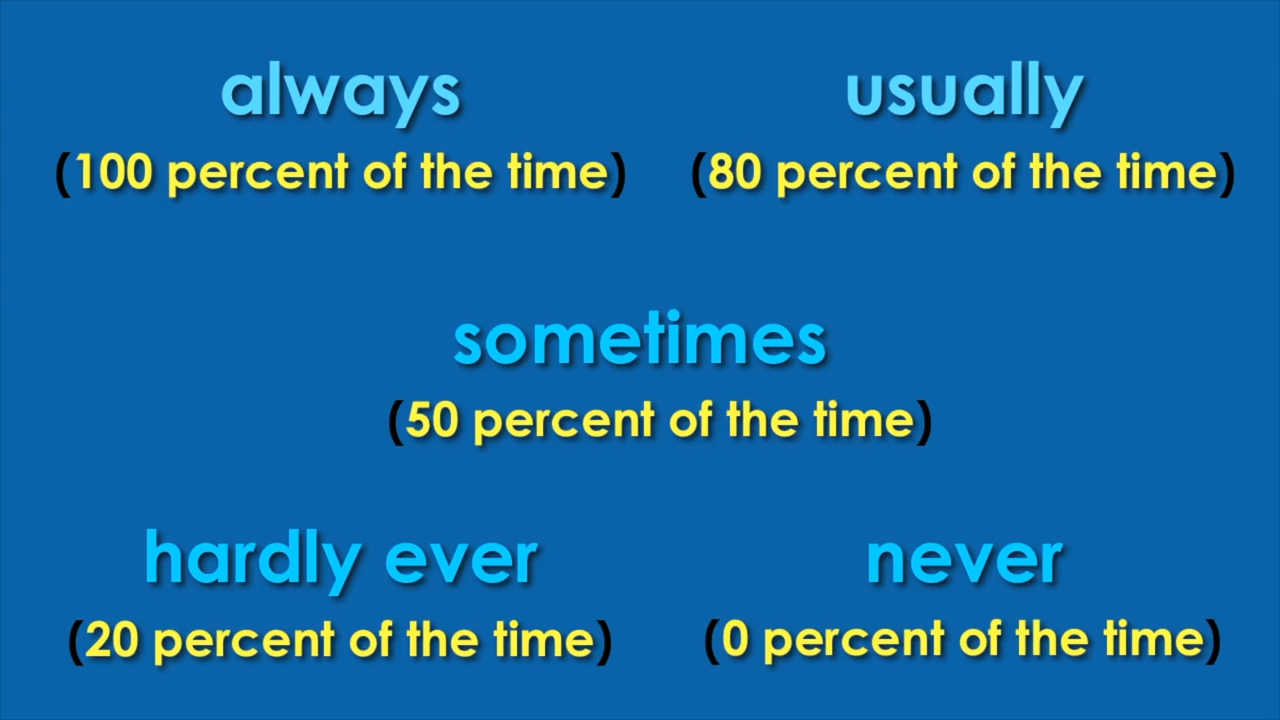 always
(100 percent of the time)
usually
(80 percent of the time)
sometimes
(50 percent of the time)
hardly ever
(20 percent of the time)
never
(0 percent of the time)